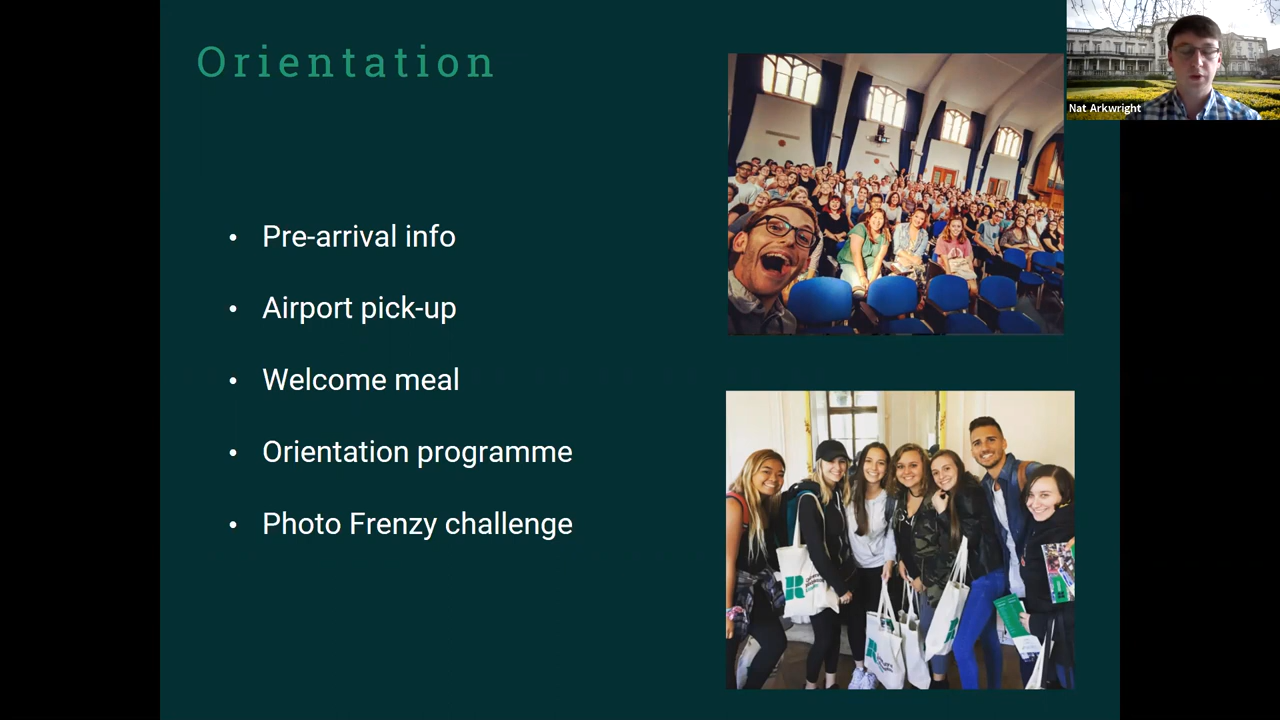 Orientation
Nat Arkwright
• Pre-arrival info
• Airport pick-up
• Welcome meal
• Orientation programme
• Photo Frenzy challenge
R
R